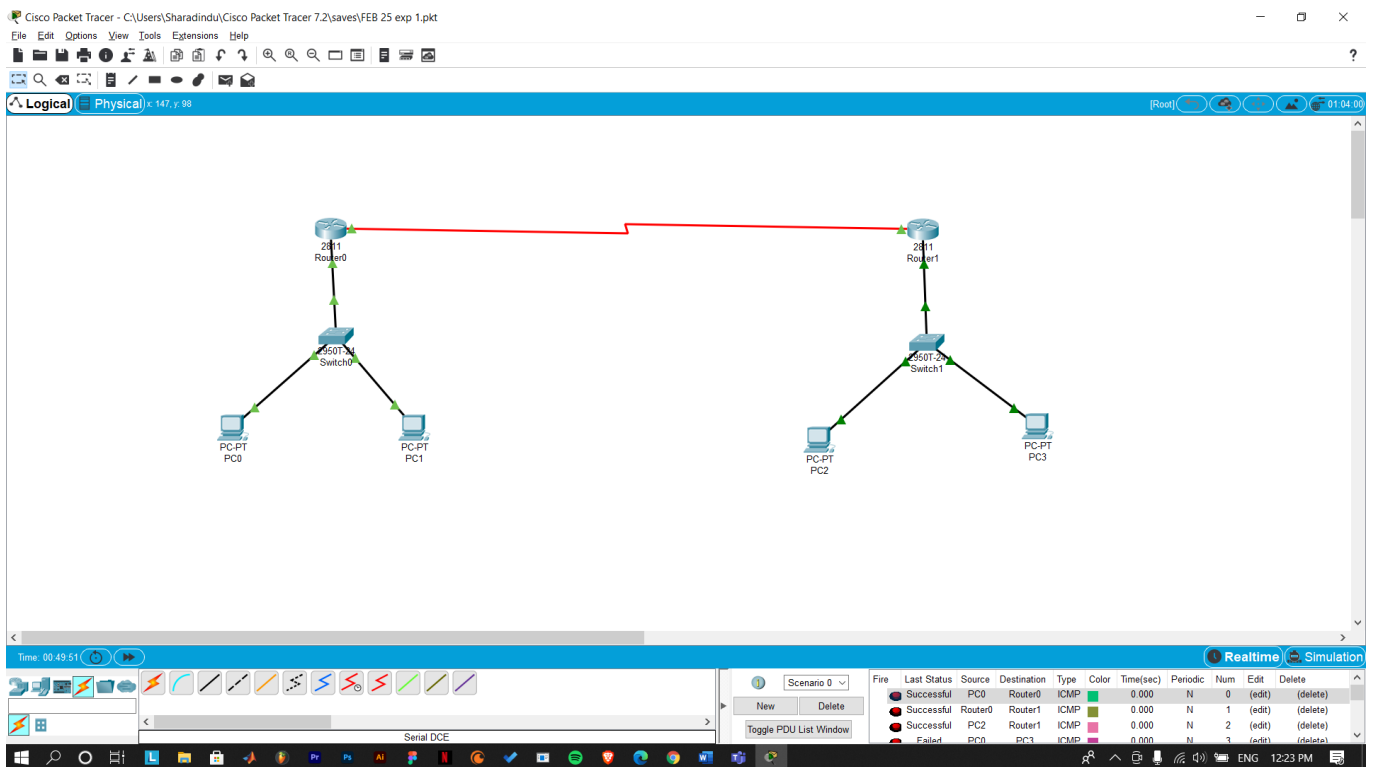 Cisco Packet Tracer - C:\Users\Sharadindu\Cisco Packet Tracer 7.2\saves\FEB 25 exp 1.pkt
File Edit Options View Tools Extensions Help
?
Logical Physical x: 147, y: 98 [Root] 01:04:00
2811
Router0
2811
Router1
2950T-24
Switch0
2950T-24
Switch1
PC-PT
PC0
PC-PT
PC1
PC-PT
PC2
PC-PT
PC3
Time: 00:49:51 Realtime Simulation
Scenario 0
New Delete
Toggle PDU List Window
Fire Last Status Source Destination Type Color Time(sec) Periodic Num Edit Delete
Successful PC0 Router0 ICMP 0.000 N 0 (edit) (delete)
Successful Router0 Router1 ICMP 0.000 N 1 (edit) (delete)
Successful PC2 Router1 ICMP 0.000 N 2 (edit) (delete)
Failed PC0 PC3 ICMP 0.000 N 3 (edit) (delete)
Serial DCE
L Pr Ps Ai N W ENG 12:23 PM